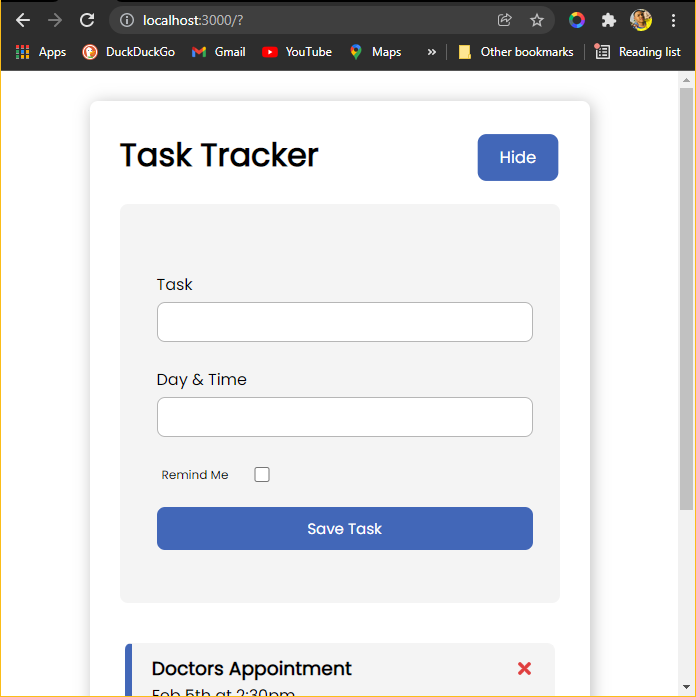 localhost:3000/?
Apps DuckDuckGo Gmail YouTube Maps » Other bookmarks Reading list
Task Tracker Hide
Task
Day & Time
Remind Me
Save Task
Doctors Appointment
Feb 5th at 2:30pm